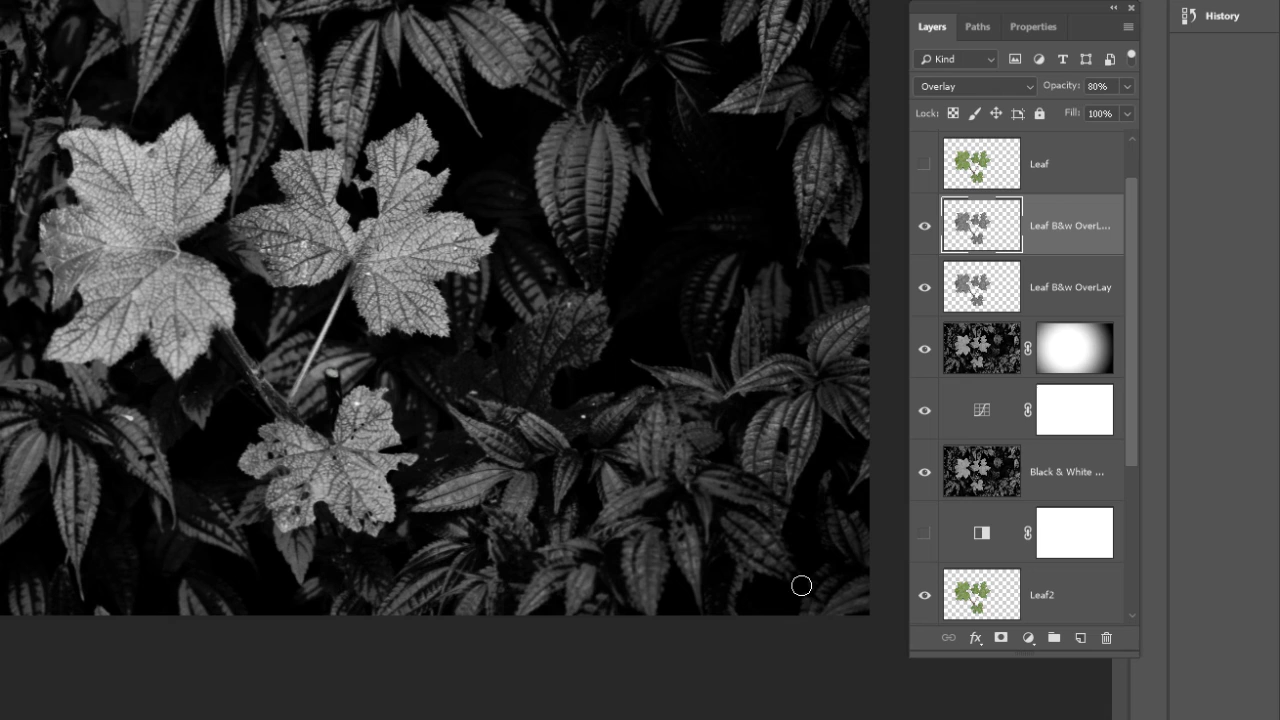 History
Layers
Paths
Properties
Kind
Overlay
Opacity: 80%
Lock:
Fill: 100%
Leaf
Leaf B&w OverL...
Leaf B&w OverLay
Black & White ...
Leaf2
fx